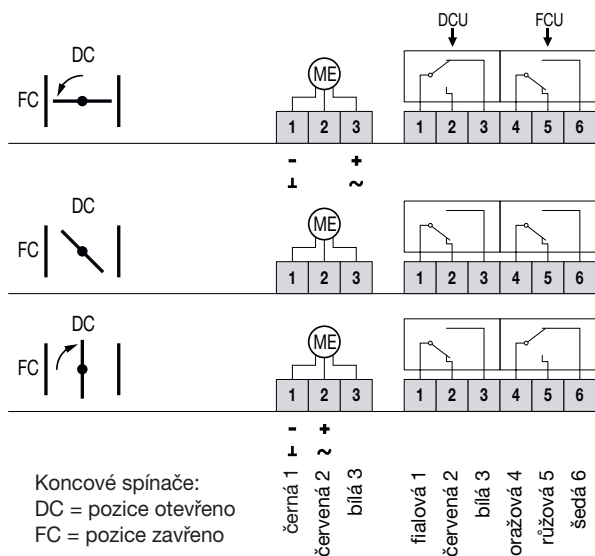 DCU FCU
DC
FC
ME
1 2 3 1 2 3 4 5 6
- +
⊥ ~
DC
FC
ME
1 2 3 1 2 3 4 5 6
DC
FC
ME
1 2 3 1 2 3 4 5 6
- +
⊥ ~
černá 1
červená 2
bílá 3
fialová 1
červená 2
bílá 3
oražová 4
růžová 5
šedá 6
Koncové spínače:
DC = pozice otevřeno
FC = pozice zavřeno